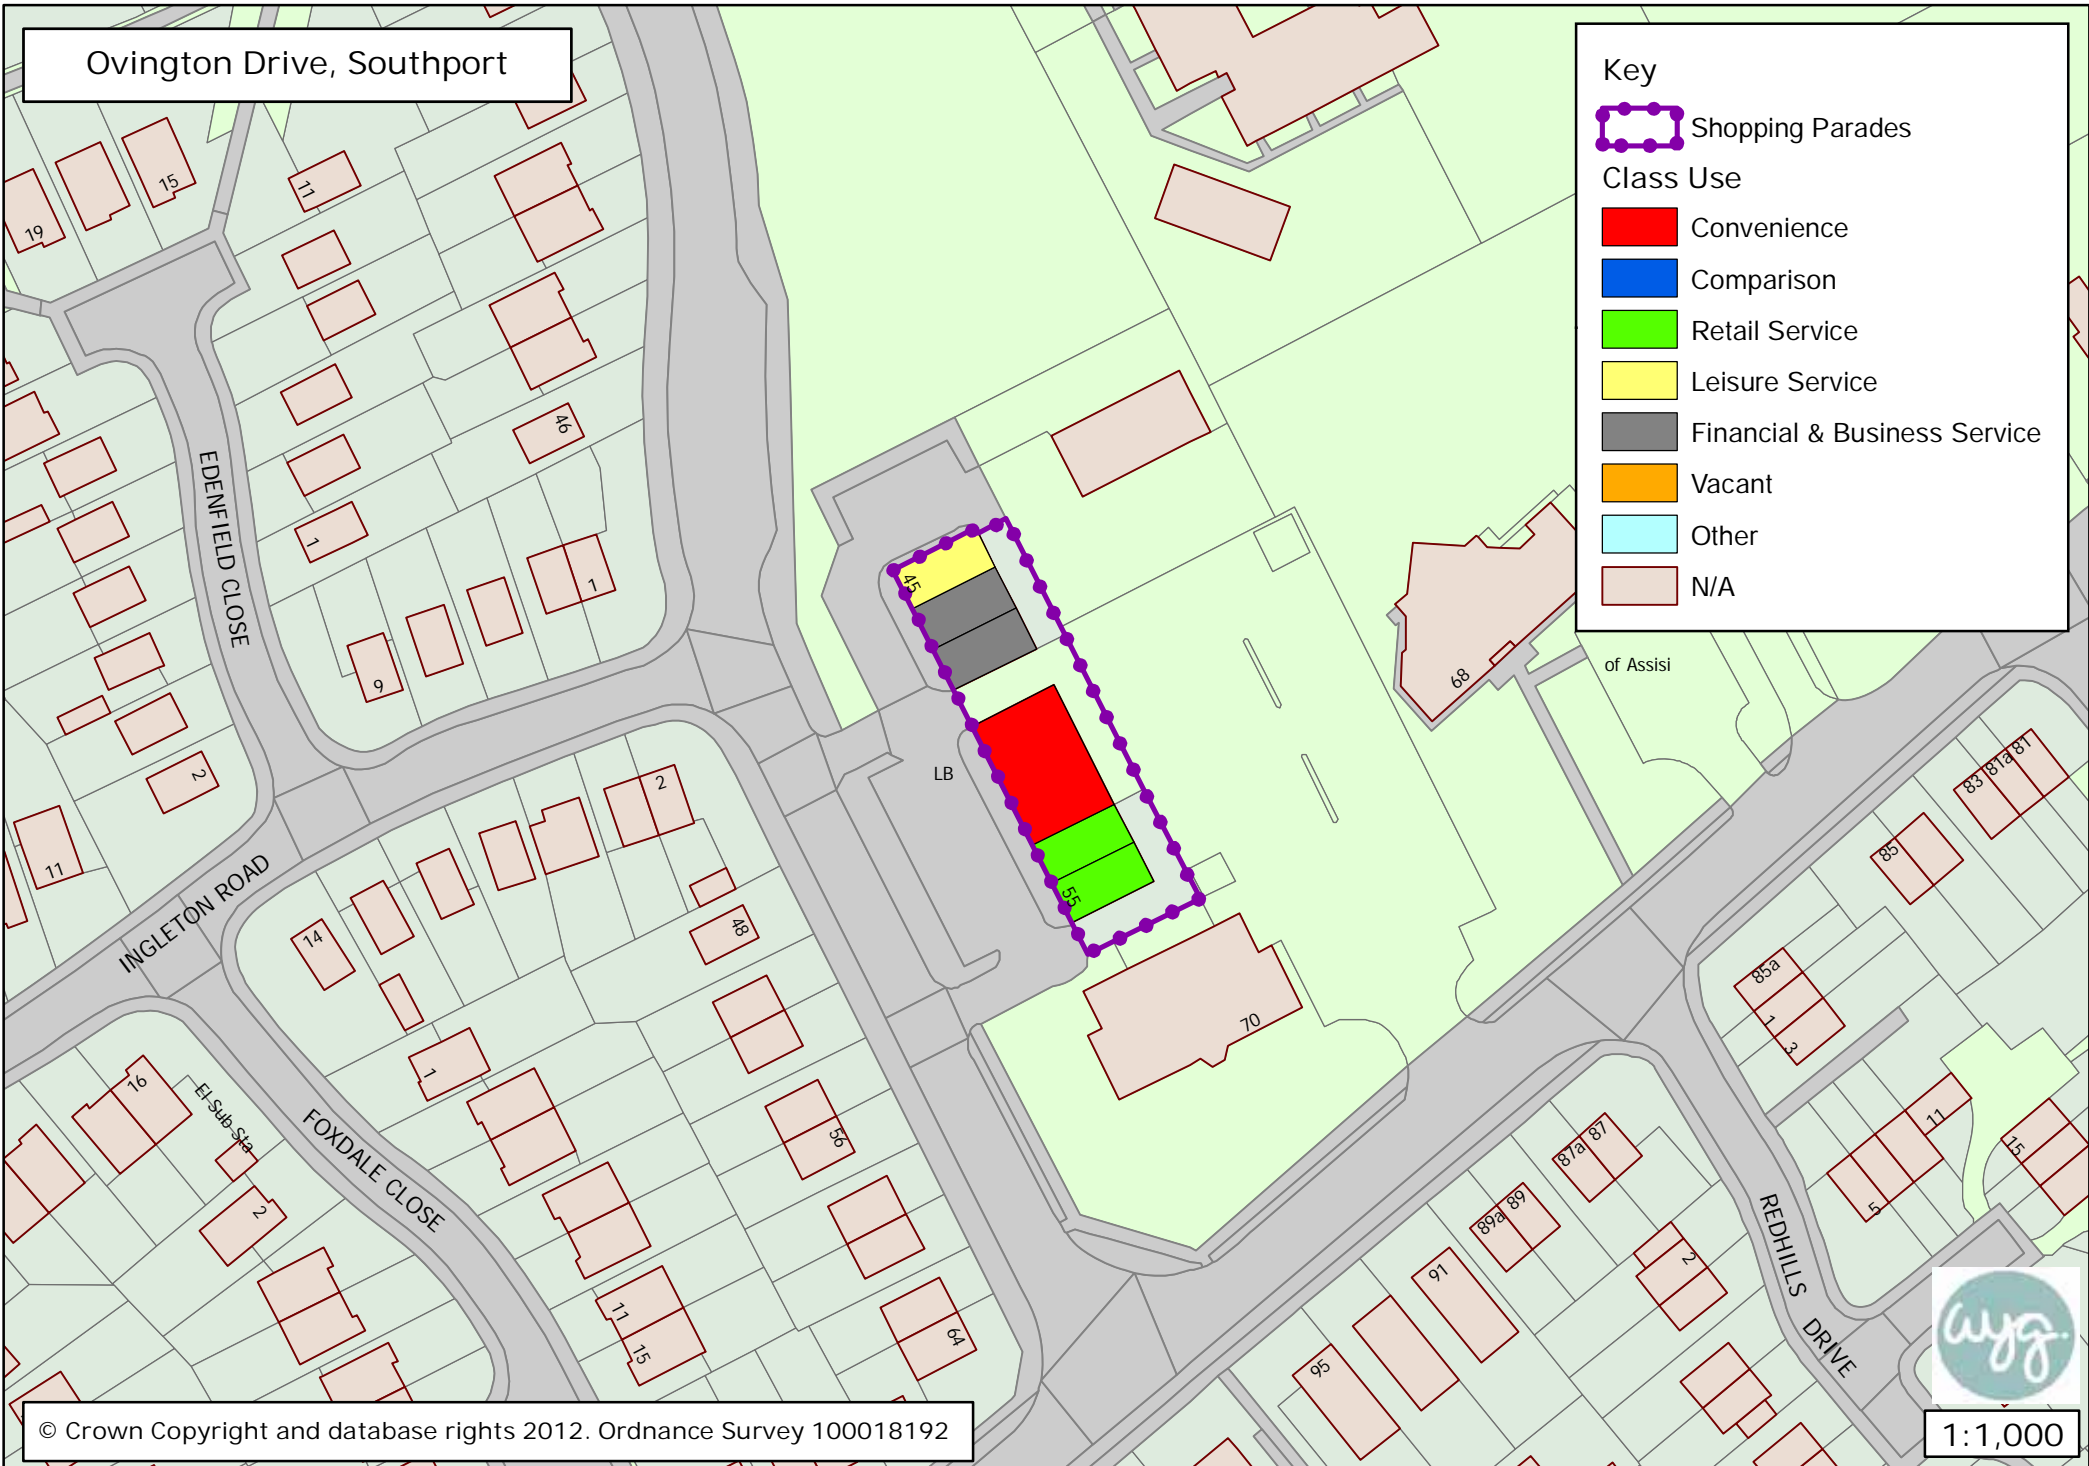 Ovington Drive, Southport
Key
Shopping Parades
Class Use
Convenience
Comparison
Retail Service
Leisure Service
Financial & Business Service
Vacant
Other
N/A
15
11
19
46
EDENFIELD CLOSE
1
1
9
2
11
45
LB
55
68
of Assisi
81
81a
83
85
2
INGLETON ROAD
14
48
85a
1
3
70
1
16
El Sub Sta
FOXDALE CLOSE
2
56
11
15
87
87a
89
89a
5
11
15
REDHILLS DRIVE
2
91
95
64
ayg.
© Crown Copyright and database rights 2012. Ordnance Survey 100018192
1:1,000